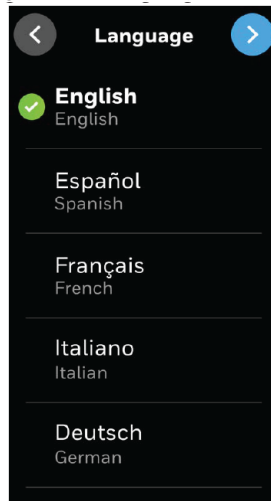 Language
English
English
Español
Spanish
Français
French
Italiano
Italian
Deutsch
German